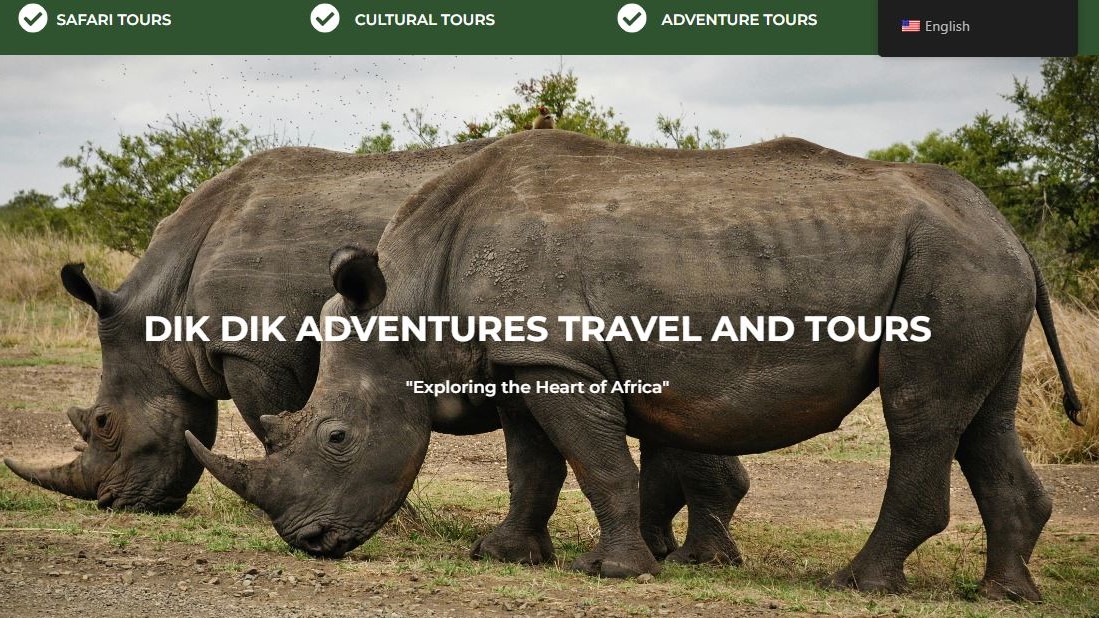 SAFARI TOURS
CULTURAL TOURS
ADVENTURE TOURS
English
DIK DIK ADVENTURES TRAVEL AND TOURS
"Exploring the Heart of Africa"